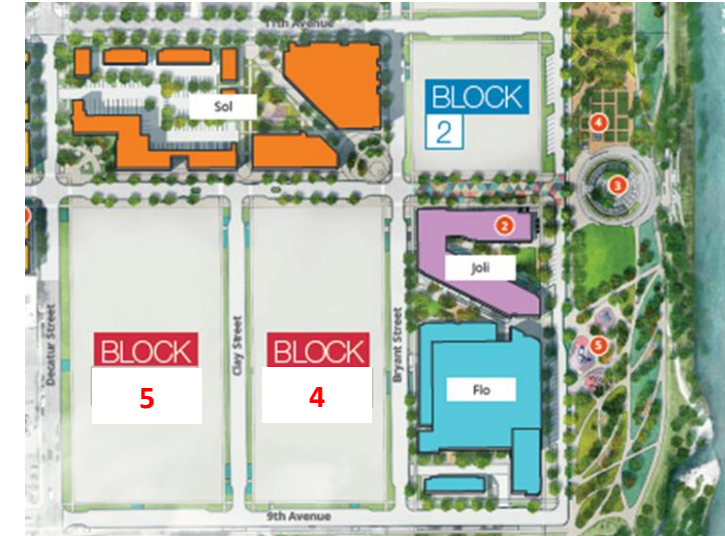 11th Avenue
Sol
BLOCK
2
4
3
2
Joli
Decatur Street
Clay Street
Bryant Street
BLOCK
5
BLOCK
4
5
Flo
9th Avenue